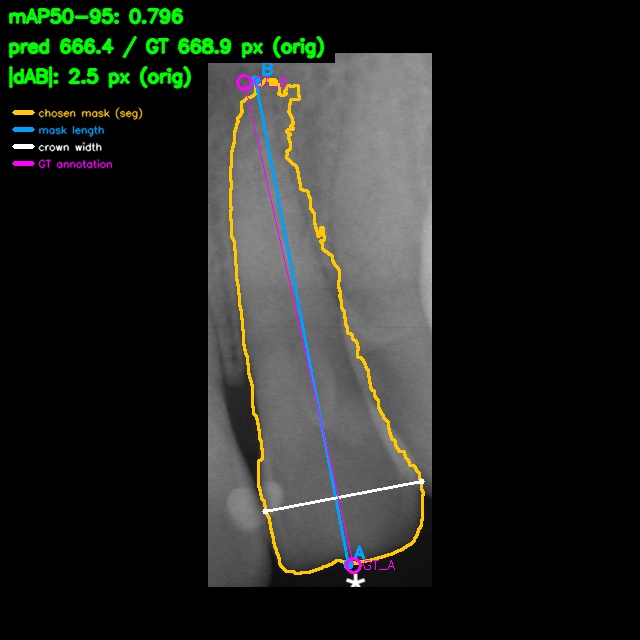 mAP50-95: 0.796
pred 666.4 / GT 668.9 px (orig)
|dAB|: 2.5 px (orig)
chosen mask (seg)
mask length
crown width
GT annotation
B
A
GT_A